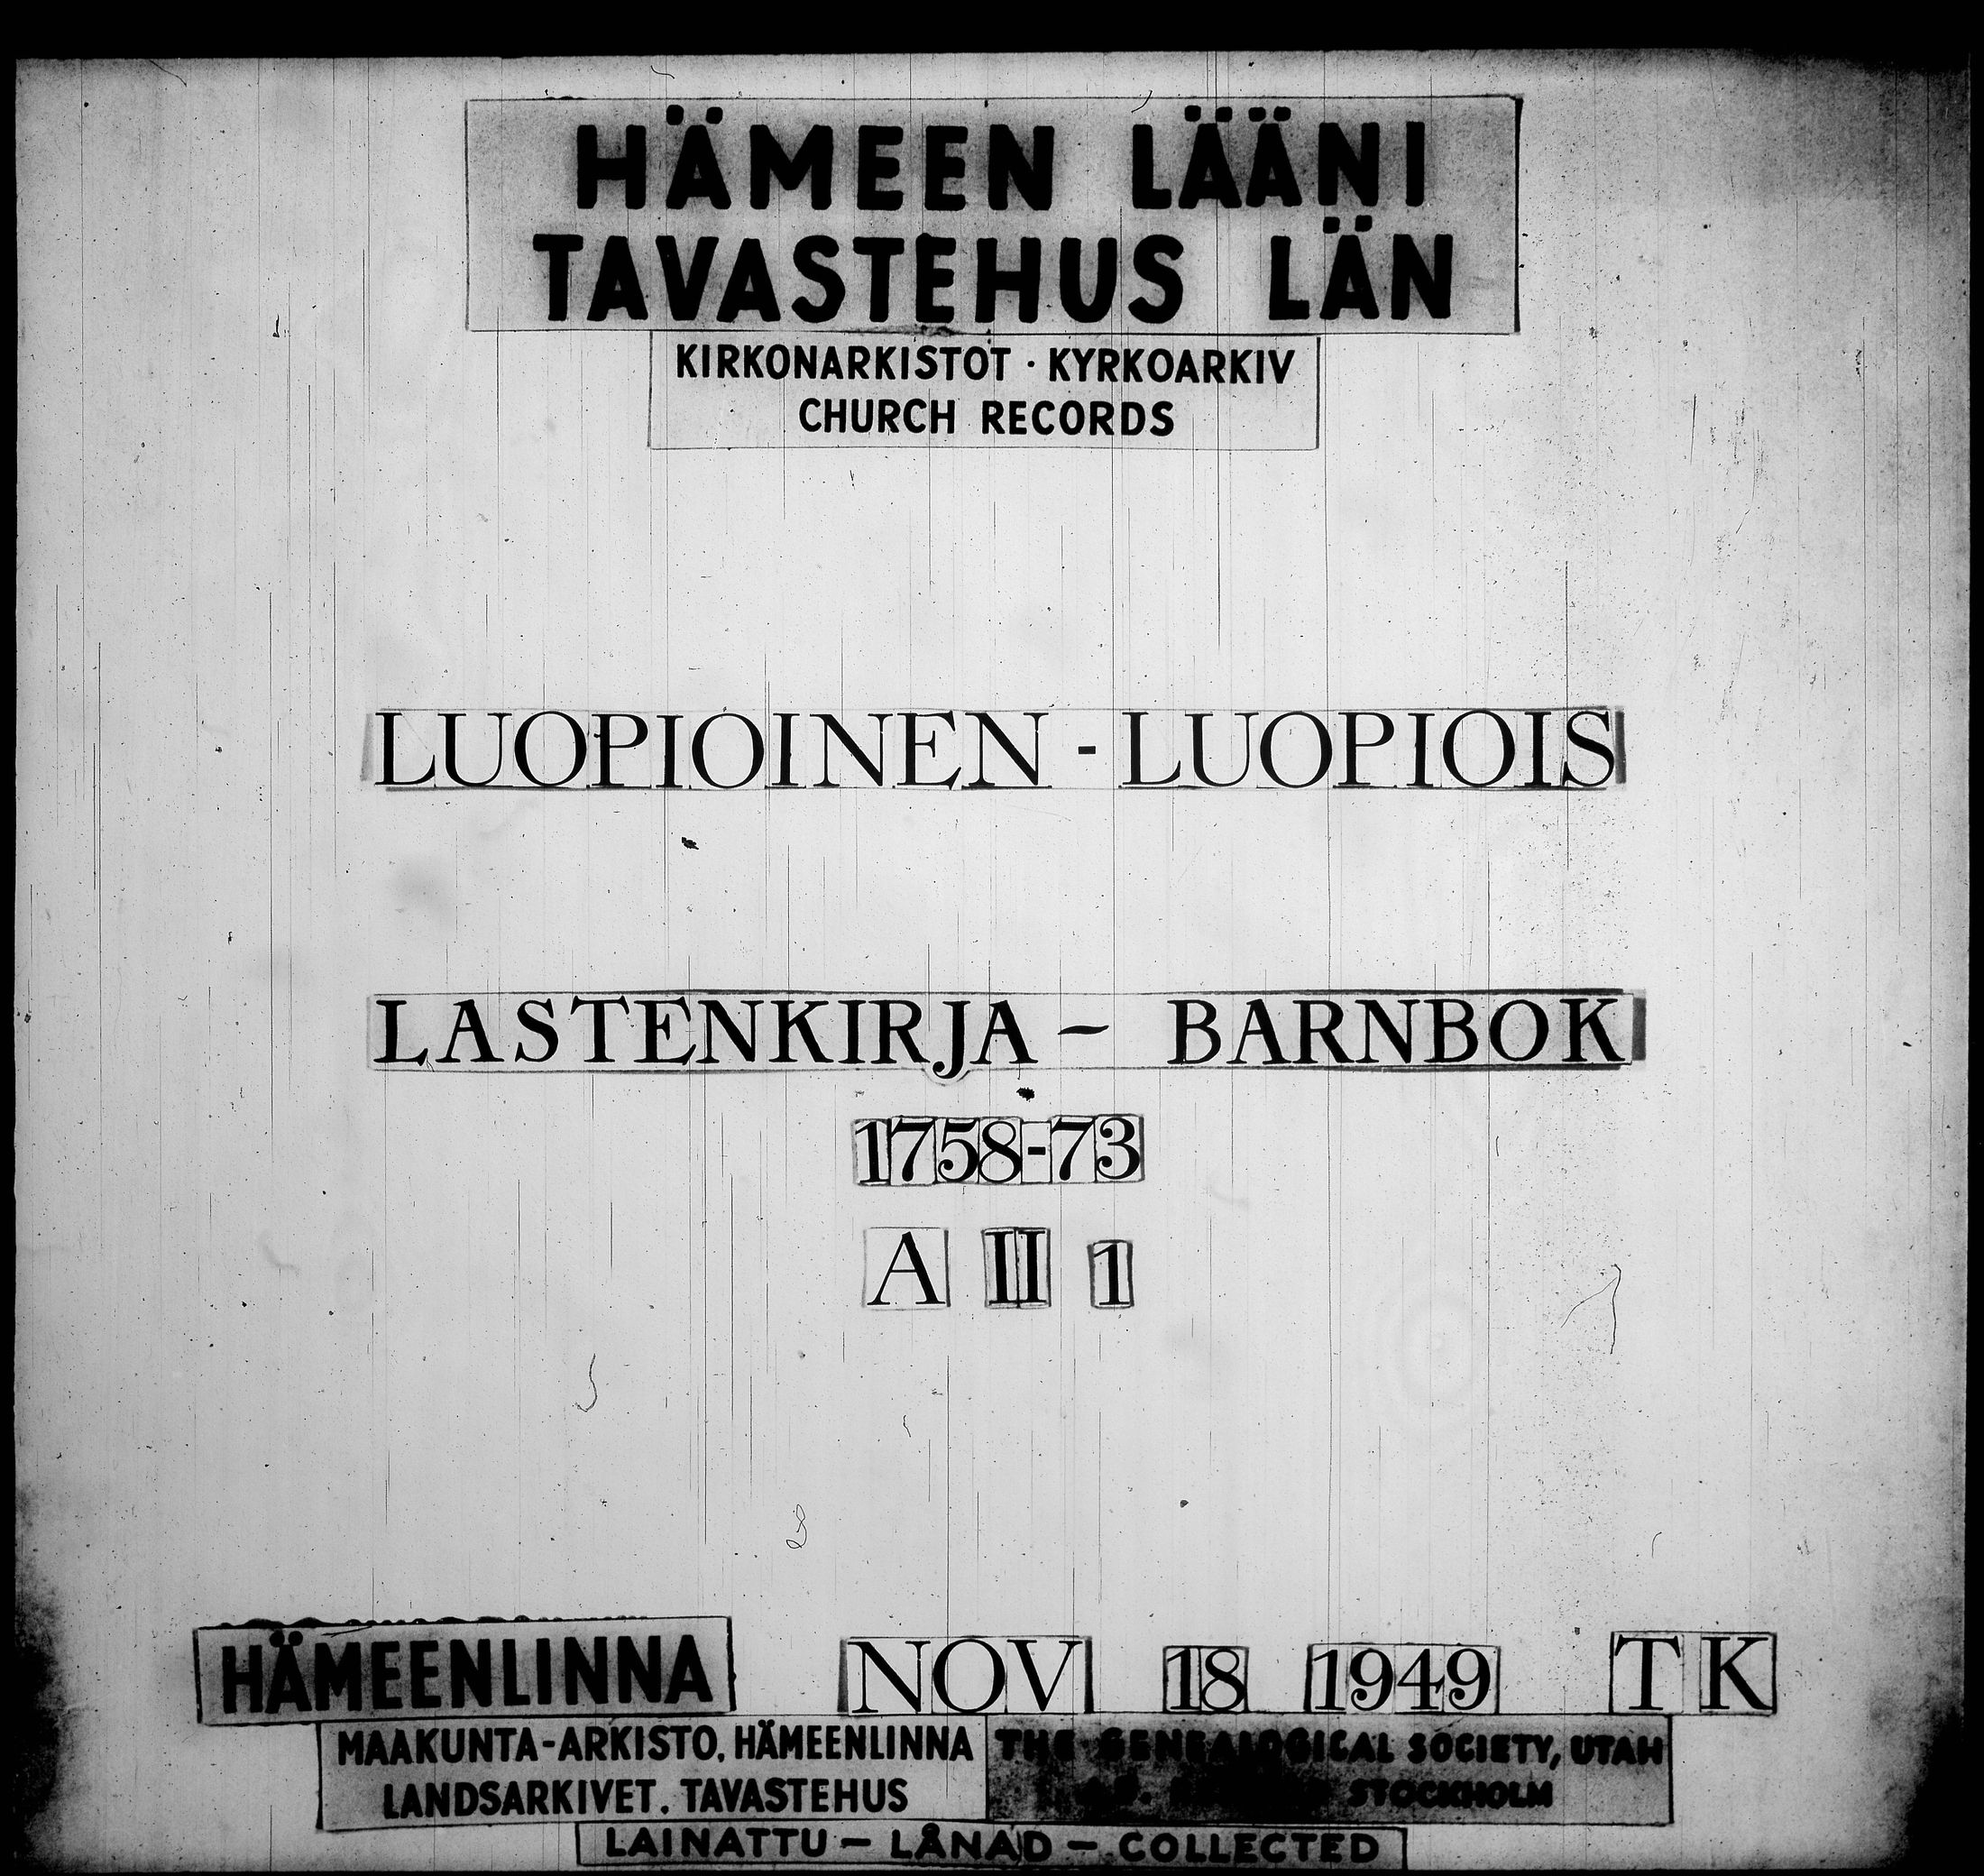 HÄMEEN LÄÄNI
TAVASTEHUS LÄN
KIRKONARKISTOT · KYRKOARKIV
CHURCH RECORDS
LUOPIOINEN - LUOPIOIS
LASTENKIRJA – BARNBOK
1758-73
A II 1
HÄMEENLINNA NOV 18 1949 TK
MAAKUNTA-ARKISTO, HÄMEENLINNA
LANDSARKIVET. TAVASTEHUS
THE GENEALOGICAL SOCIETY, UTAH
STOCKHOLM
LAINATTU – LÅNAD – COLLECTED